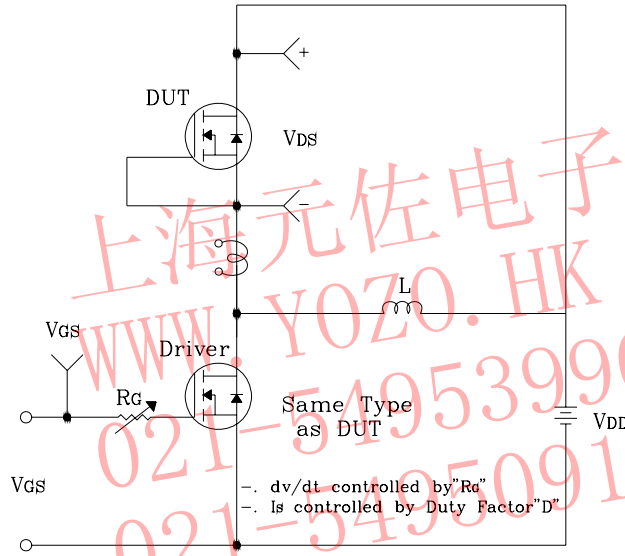 +
DUT
VDS
-
上海元佐电子
L
WWW.YOZO.HK
VGS
Driver
RG
Same Type
as DUT
021-5495399
VDD
VGS
-. dv/dt controlled by"RG"
-. Is controlled by Duty Factor"D"
021-5495091